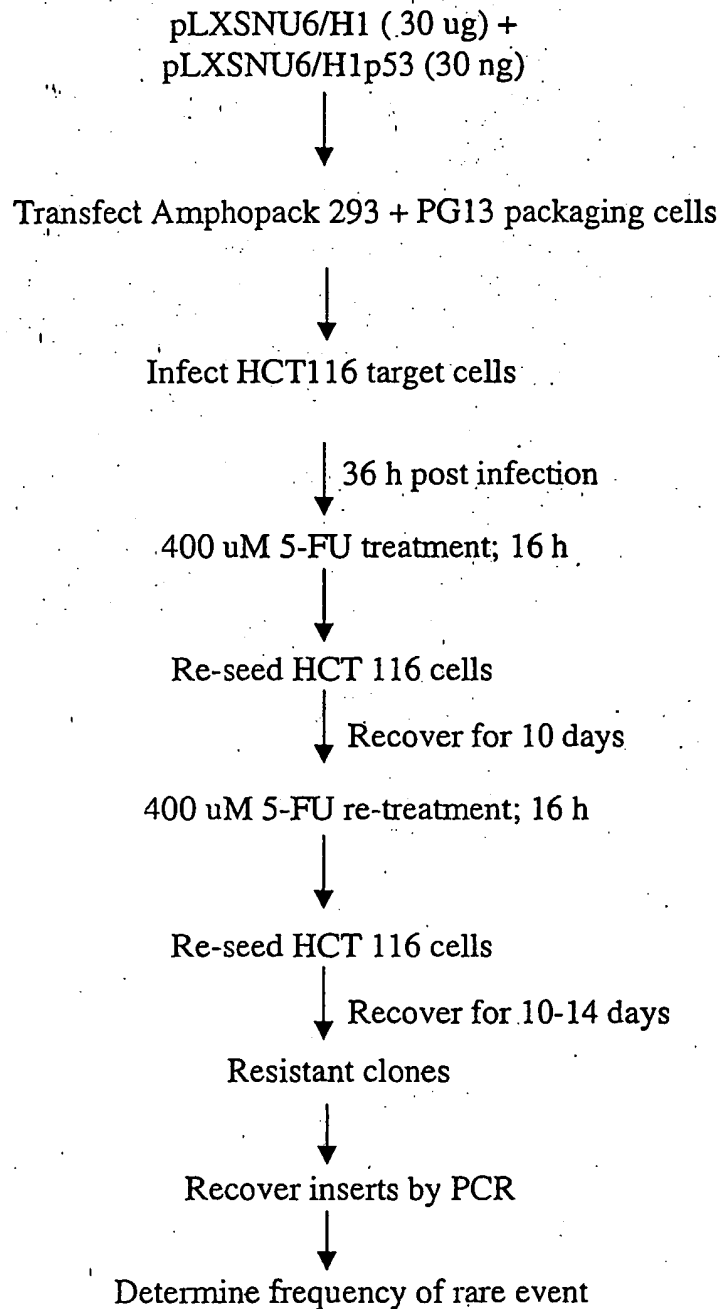 pLXSNU6/H1 (30 ug) +
pLXSNU6/H1p53 (30 ng)
Transfect Amphopack 293 + PG13 packaging cells
Infect HCT116 target cells
36 h post infection
400 uM 5-FU treatment; 16 h
Re-seed HCT 116 cells
Recover for 10 days
400 uM 5-FU re-treatment; 16 h
Re-seed HCT 116 cells
Recover for 10-14 days
Resistant clones
Recover inserts by PCR
Determine frequency of rare event